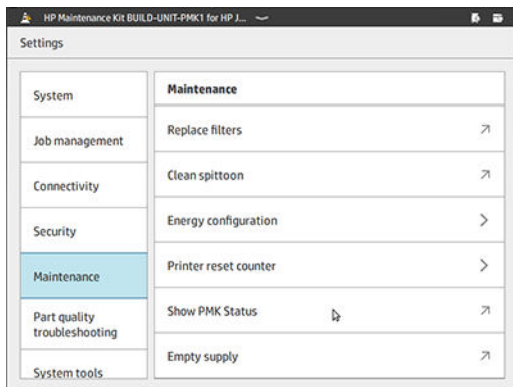 HP Maintenance Kit BUILD-UNIT-PMK1 for HP J...
Settings
System
Job management
Connectivity
Security
Maintenance
Part quality
troubleshooting
System tools
Maintenance
Replace filters
Clean spittoon
Energy configuration
Printer reset counter
Show PMK Status
Empty supply